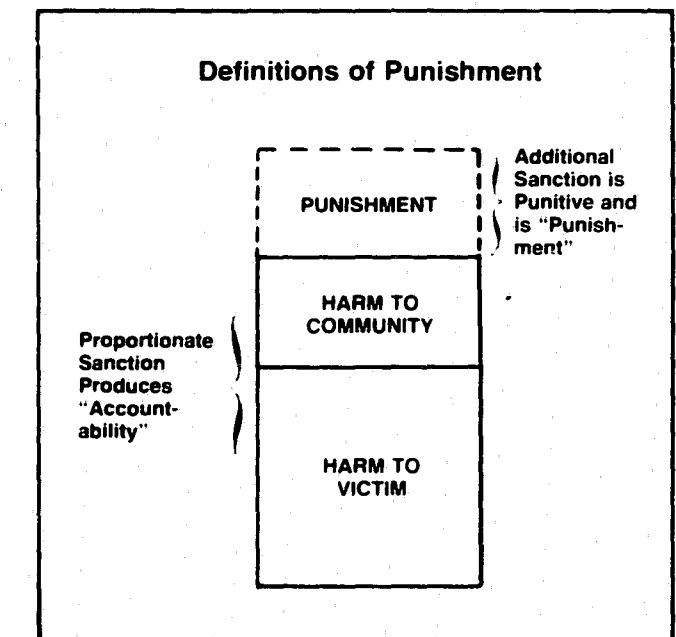 Definitions of Punishment
PUNISHMENT
Additional
Sanction is
Punitive and
is "Punish-
ment"
HARM TO
COMMUNITY
Proportionate
Sanction
Produces
"Account-
ability"
HARM TO
VICTIM